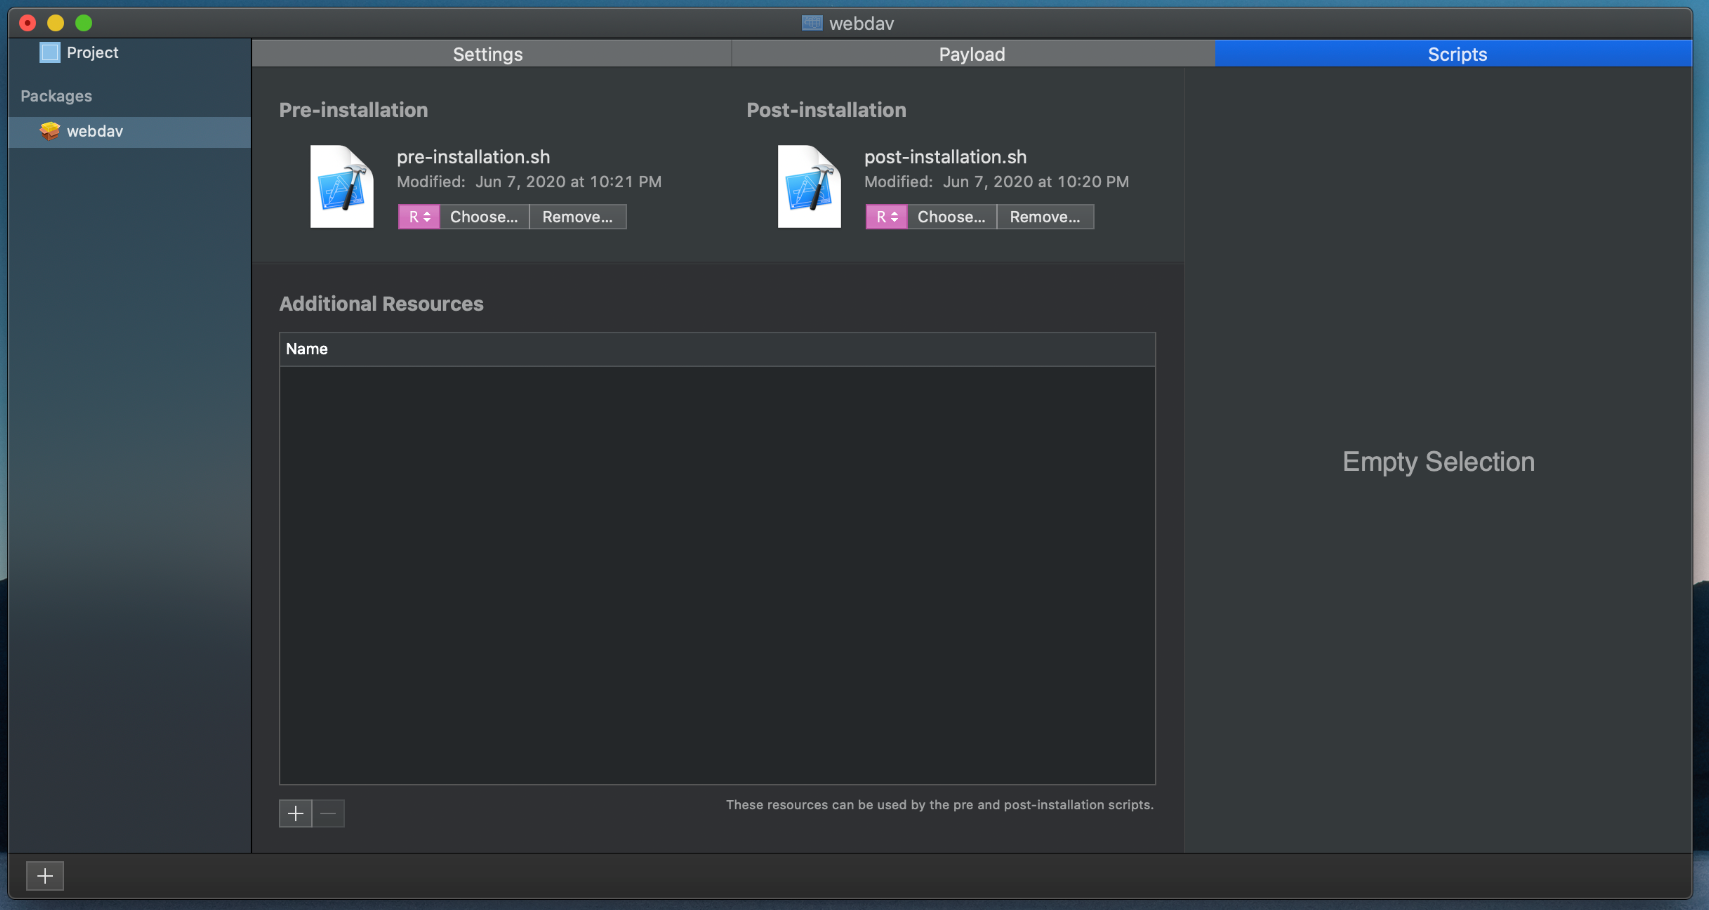 webdav
Project
Packages
webdav
Settings
Payload
Scripts
Pre-installation
pre-installation.sh
Modified: Jun 7, 2020 at 10:21 PM
R Choose... Remove...
Post-installation
post-installation.sh
Modified: Jun 7, 2020 at 10:20 PM
R Choose... Remove...
Additional Resources
Name
These resources can be used by the pre and post-installation scripts.
Empty Selection